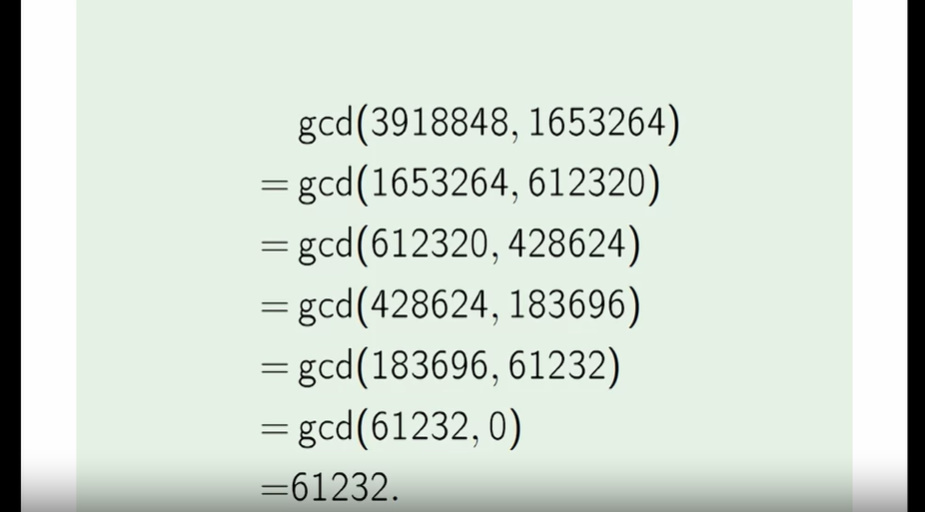 gcd(3918848, 1653264)
= gcd(1653264, 612320)
= gcd(612320, 428624)
= gcd(428624, 183696)
= gcd(183696, 61232)
= gcd(61232, 0)
=61232.